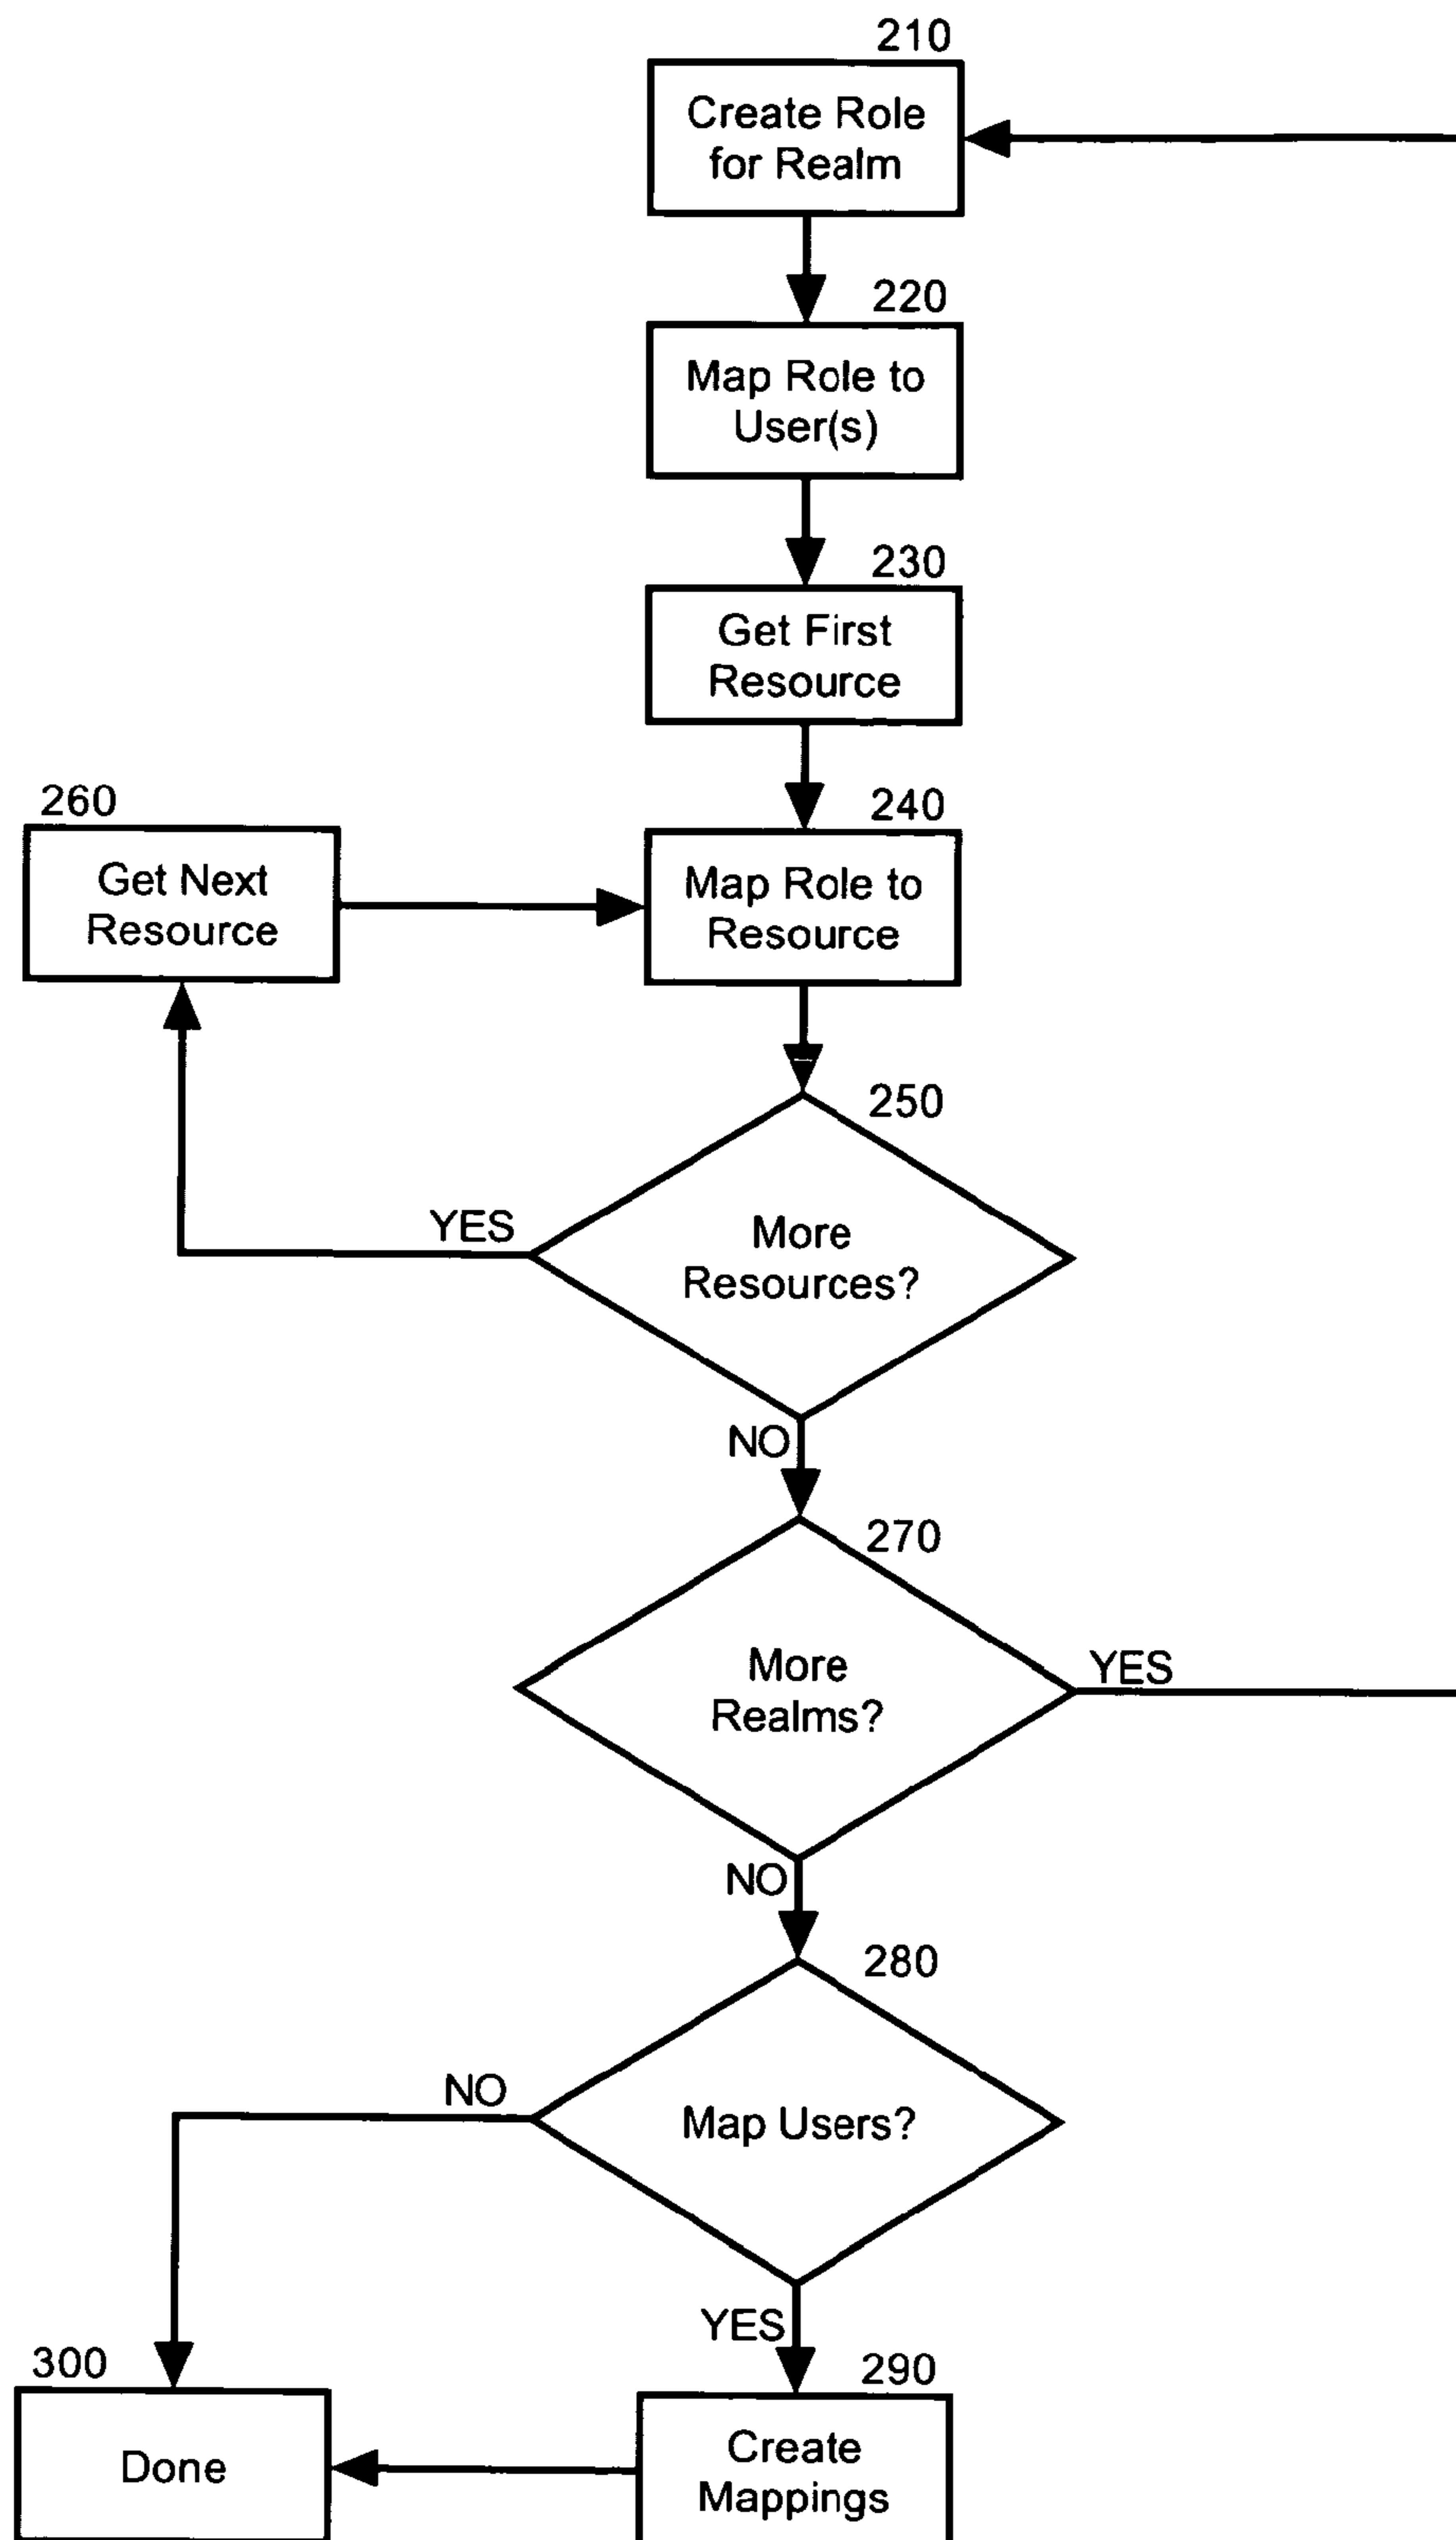 210
Create Role
for Realm
220
Map Role to
User(s)
230
Get First
Resource
260
Get Next
Resource
240
Map Role to
Resource
250
YES
More
Resources?
NO
270
More
Realms?
YES
NO
280
NO
Map Users?
YES
300
Done
290
Create
Mappings